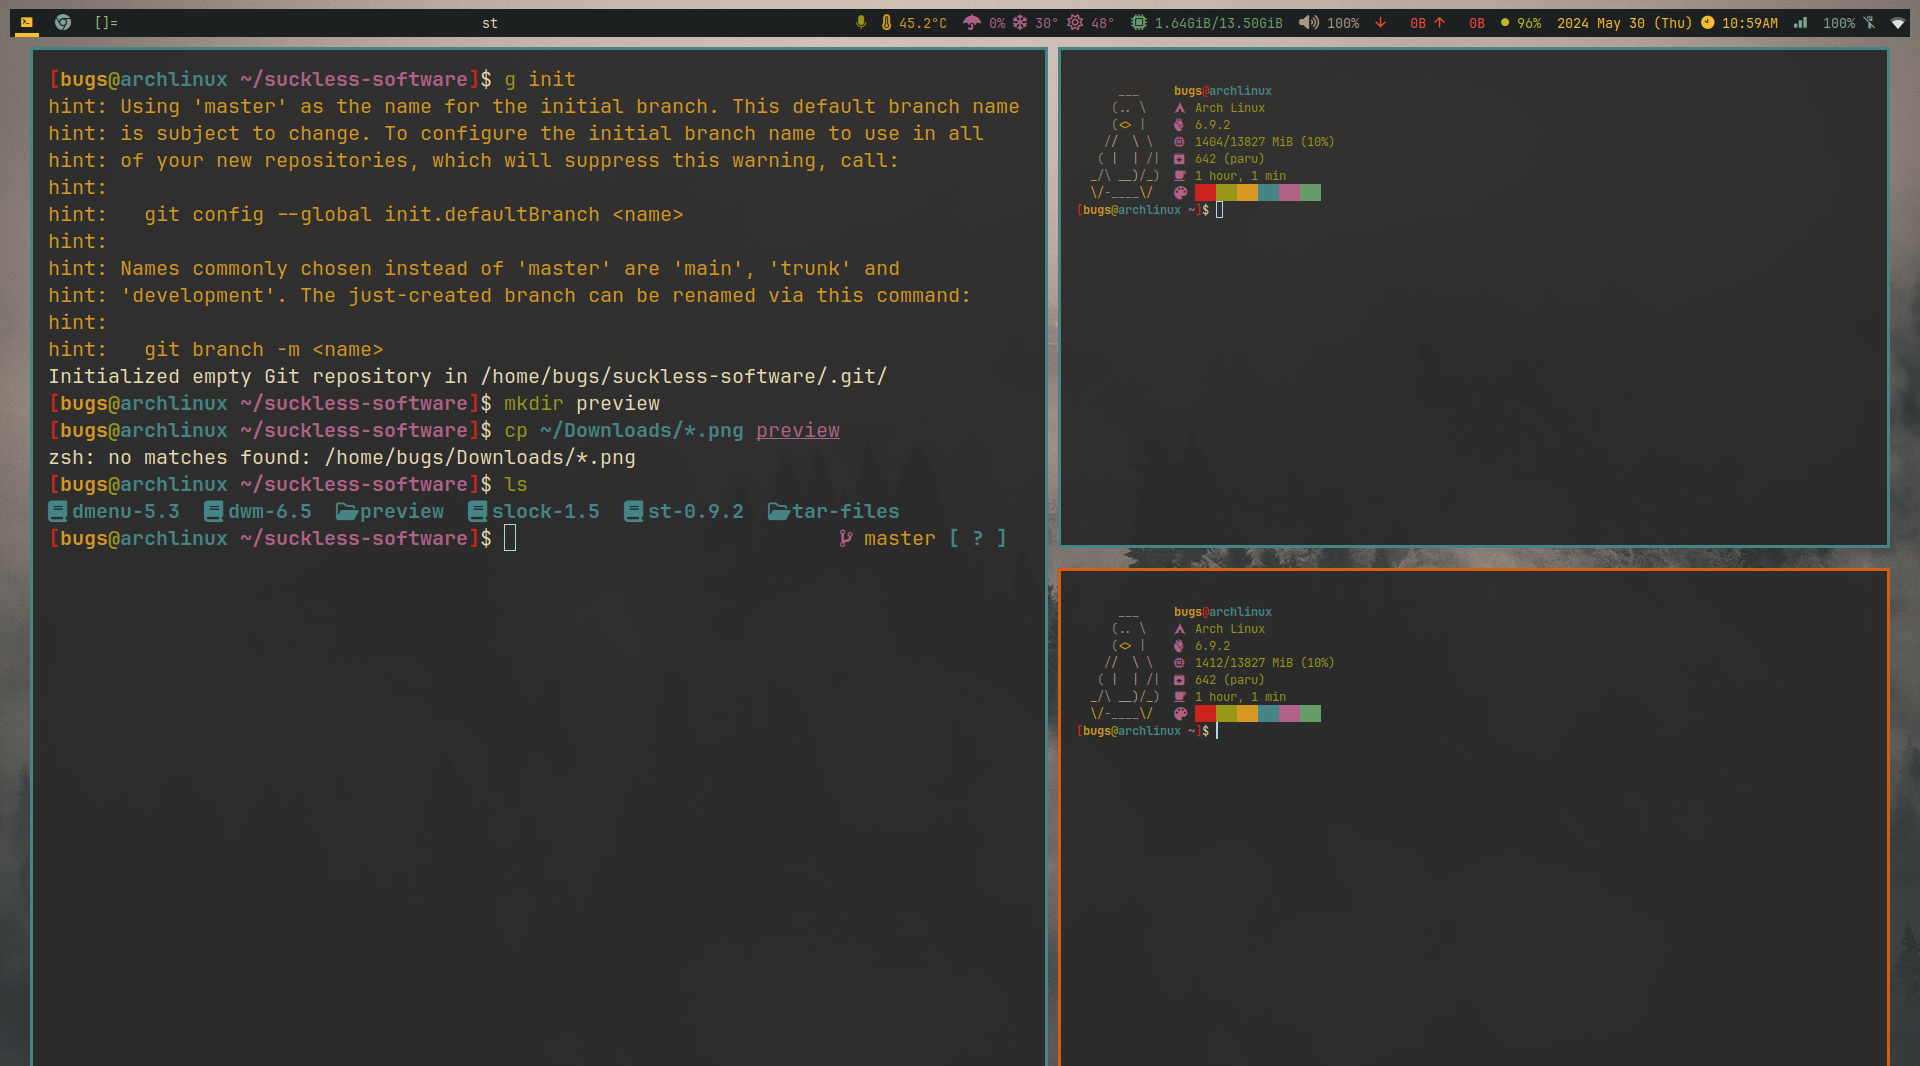 []= st 45.2°C 0% 30° 48° 1.64GiB/13.50GiB 100% 0B 0B 96% 2024 May 30 (Thu) 10:59AM 100%
[bugs@archlinux ~/suckless-software]$ g init
hint: Using 'master' as the name for the initial branch. This default branch name
hint: is subject to change. To configure the initial branch name to use in all
hint: of your new repositories, which will suppress this warning, call:
hint:
hint:   git config --global init.defaultBranch <name>
hint:
hint: Names commonly chosen instead of 'master' are 'main', 'trunk' and
hint: 'development'. The just-created branch can be renamed via this command:
hint:
hint:   git branch -m <name>
Initialized empty Git repository in /home/bugs/suckless-software/.git/
[bugs@archlinux ~/suckless-software]$ mkdir preview
[bugs@archlinux ~/suckless-software]$ cp ~/Downloads/*.png preview
zsh: no matches found: /home/bugs/Downloads/*.png
[bugs@archlinux ~/suckless-software]$ ls
dmenu-5.3  dwm-6.5  preview  slock-1.5  st-0.9.2  tar-files
[bugs@archlinux ~/suckless-software]$ master [ ? ]
bugs@archlinux
Arch Linux
6.9.2
1404/13827 MiB (10%)
642 (paru)
1 hour, 1 min
[bugs@archlinux ~]$
bugs@archlinux
Arch Linux
6.9.2
1412/13827 MiB (10%)
642 (paru)
1 hour, 1 min
[bugs@archlinux ~]$